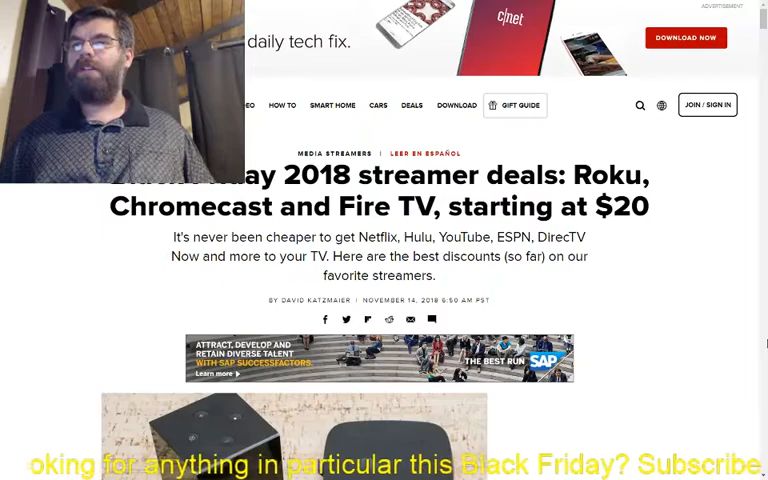 ADVERTISEMENT
c|net
daily tech fix.
DOWNLOAD NOW
EO HOW TO SMART HOME CARS DEALS DOWNLOAD GIFT GUIDE
JOIN / SIGN IN
MEDIA STREAMERS | LEER EN ESPAÑOL
2018 streamer deals: Roku,
Chromecast and Fire TV, starting at $20
It's never been cheaper to get Netflix, Hulu, YouTube, ESPN, DirecTV
Now and more to your TV. Here are the best discounts (so far) on our
favorite streamers.
BY DAVID KATZMAIER | NOVEMBER 14, 2018 6:50 AM PST
ATTRACT, DEVELOP AND
RETAIN DIVERSE TALENT
WITH SAP SUCCESSFACTORS.
Learn more
THE BEST RUN SAP
ooking for anything in particular this Black Friday? Subscribe